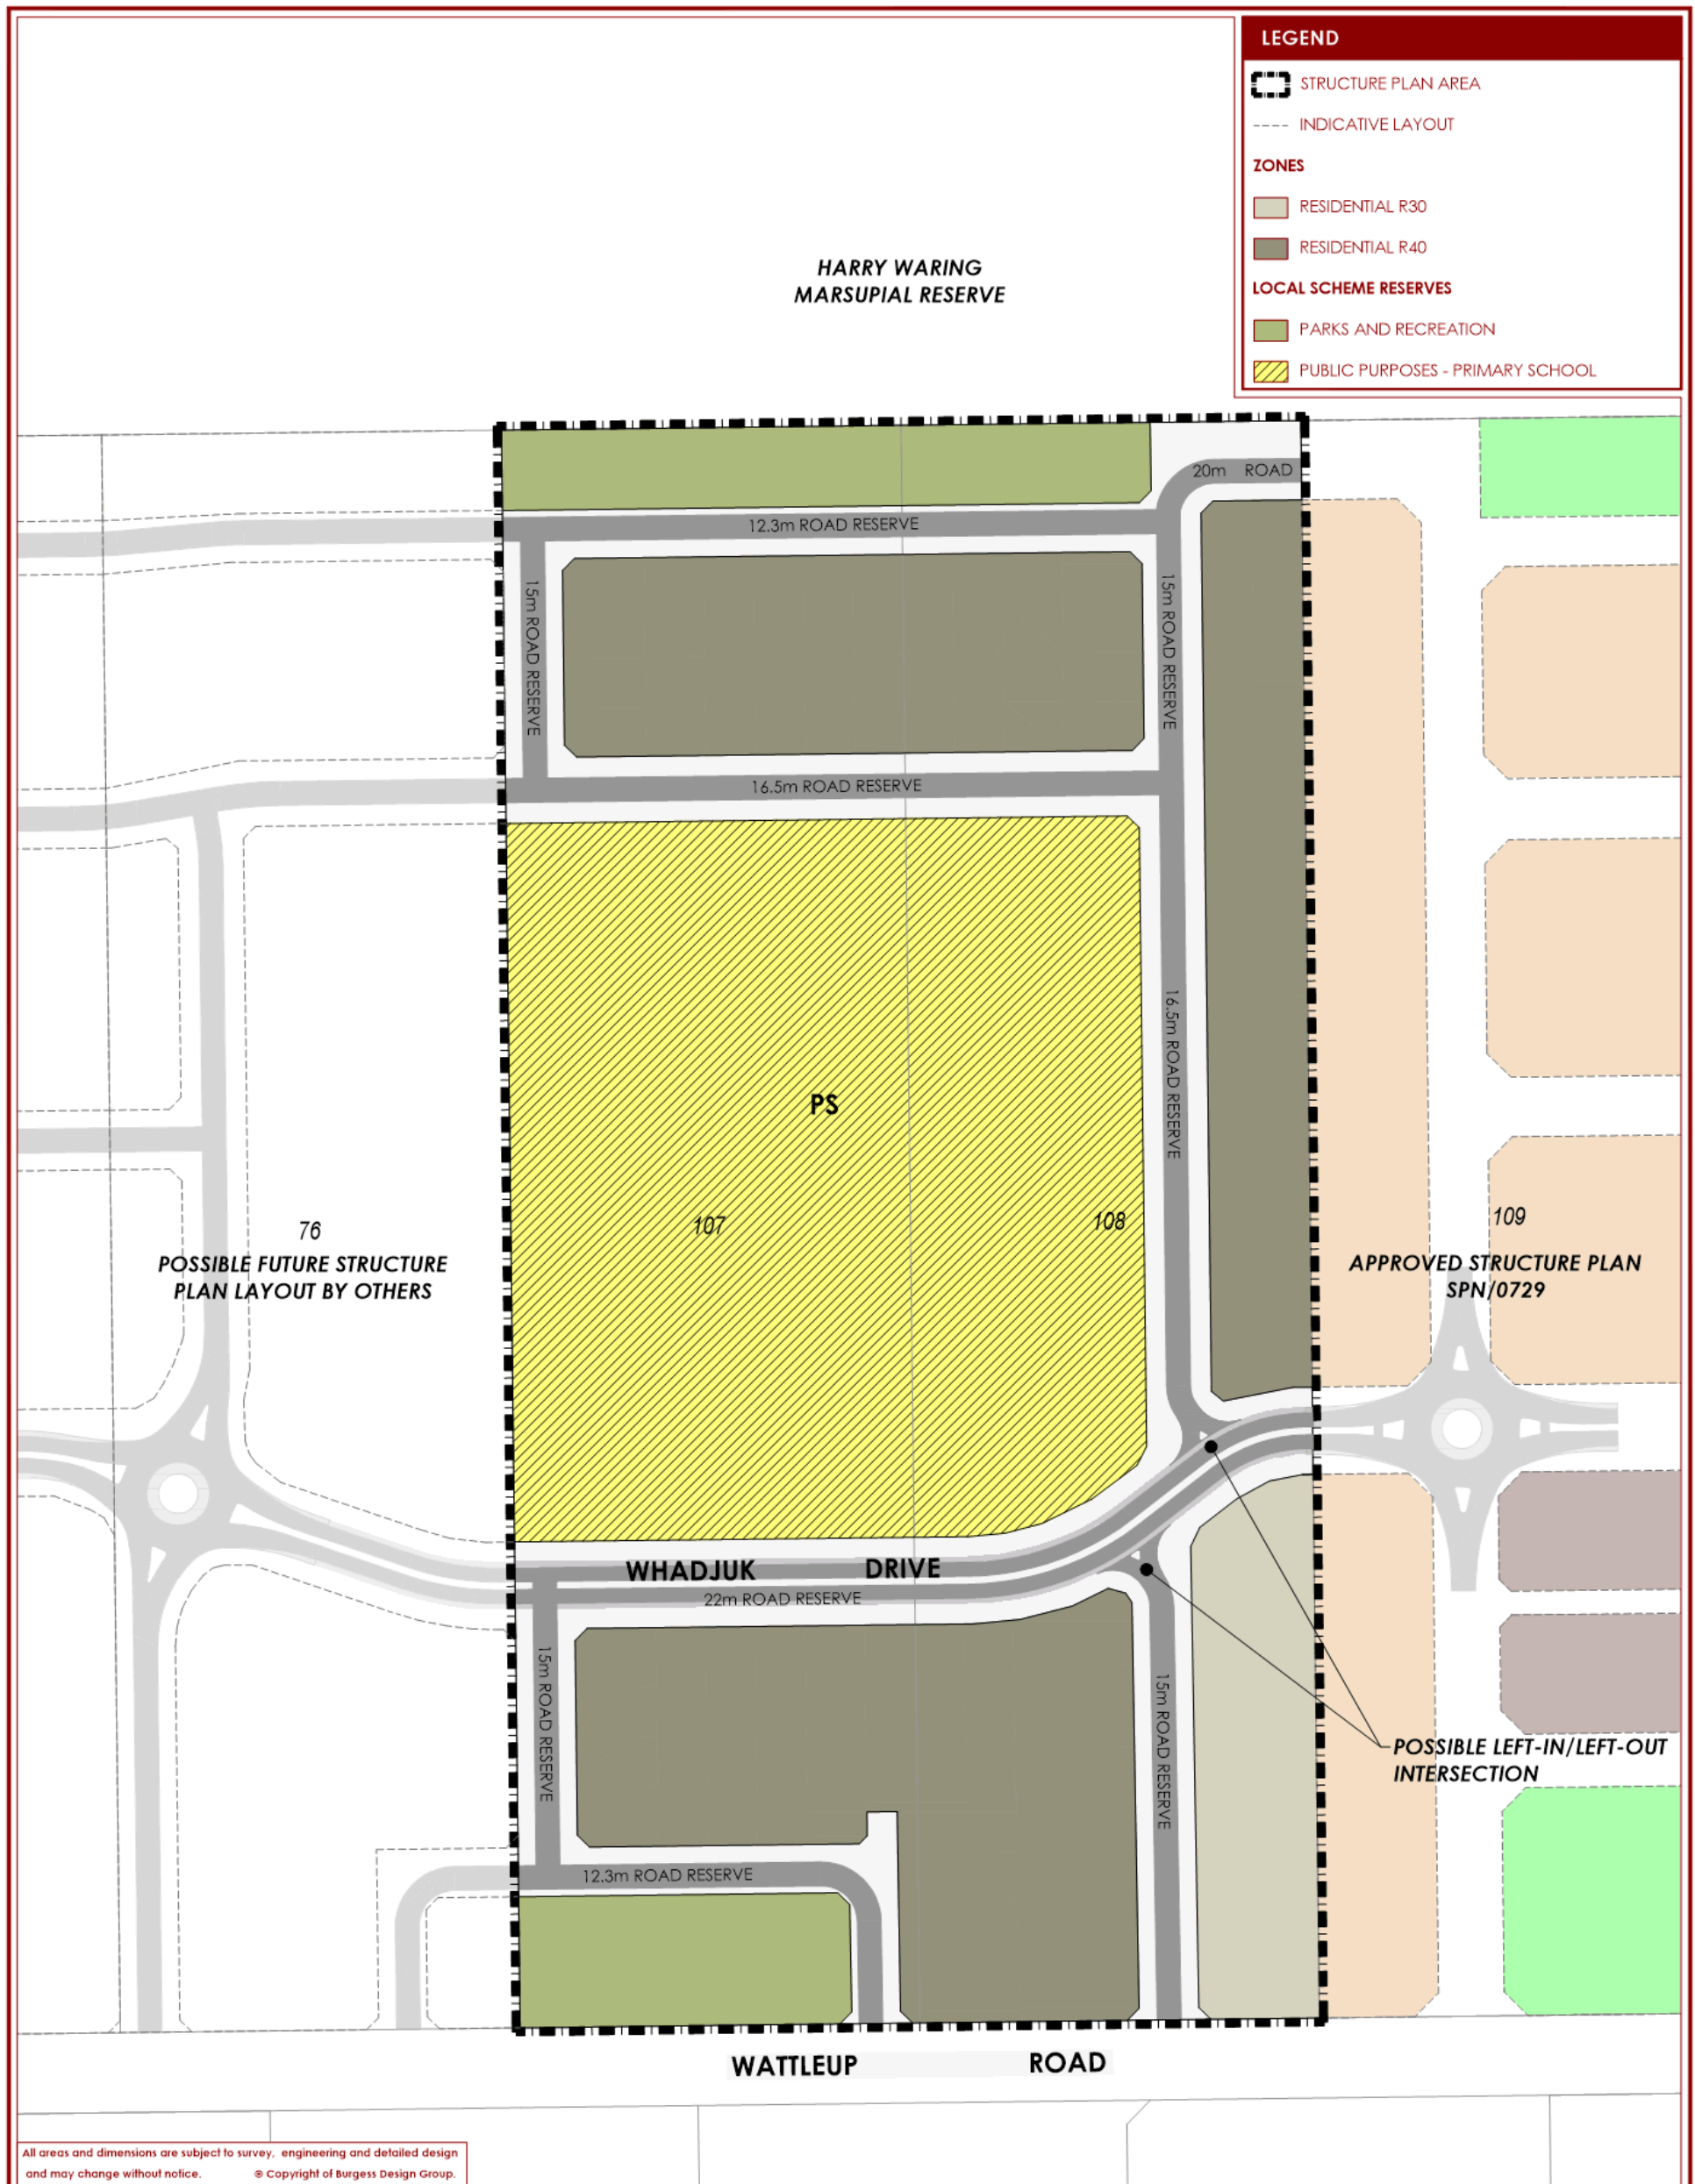 LEGEND
STRUCTURE PLAN AREA
INDICATIVE LAYOUT
ZONES
RESIDENTIAL R30
RESIDENTIAL R40
LOCAL SCHEME RESERVES
PARKS AND RECREATION
PUBLIC PURPOSES - PRIMARY SCHOOL
HARRY WARING
MARSUPIAL RESERVE
20m ROAD
12.3m ROAD RESERVE
15m ROAD RESERVE
15m ROAD RESERVE
16.5m ROAD RESERVE
16.5m ROAD RESERVE
PS
107
108
76
POSSIBLE FUTURE STRUCTURE
PLAN LAYOUT BY OTHERS
109
APPROVED STRUCTURE PLAN
SPN/0729
WHADJUK DRIVE
22m ROAD RESERVE
15m ROAD RESERVE
15m ROAD RESERVE
POSSIBLE LEFT-IN/LEFT-OUT
INTERSECTION
12.3m ROAD RESERVE
WATTLEUP ROAD
All areas and dimensions are subject to survey, engineering and detailed design
and may change without notice. © Copyright of Burgess Design Group.